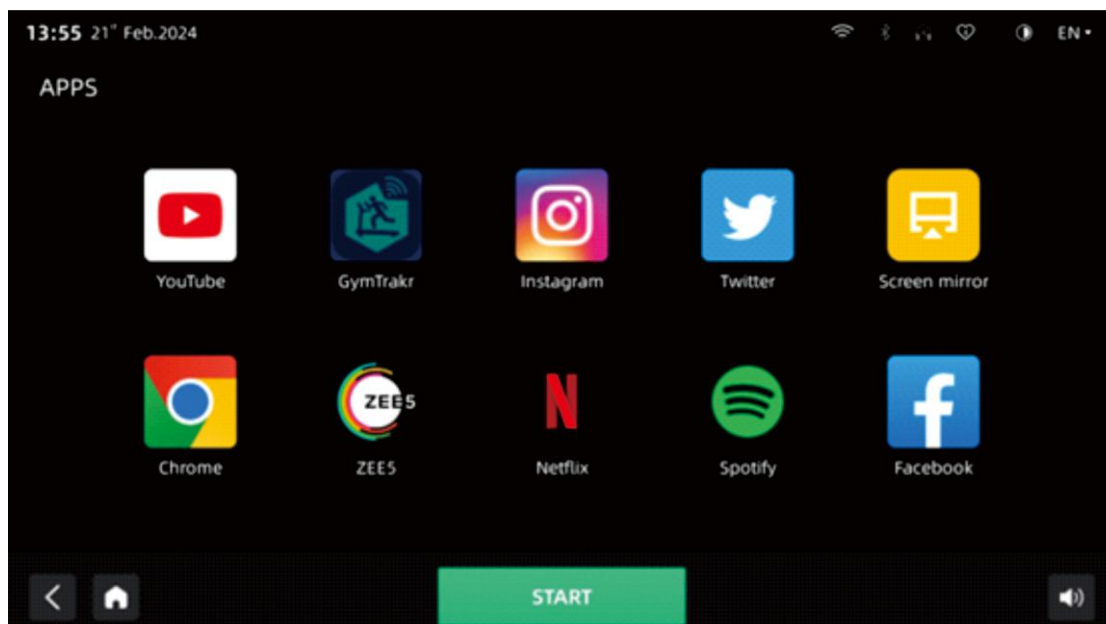 13:55 21st Feb.2024
EN
APPS
YouTube GymTrakr Instagram Twitter Screen mirror
ZEE5
N
f
Chrome ZEE5 Netflix Spotify Facebook
START